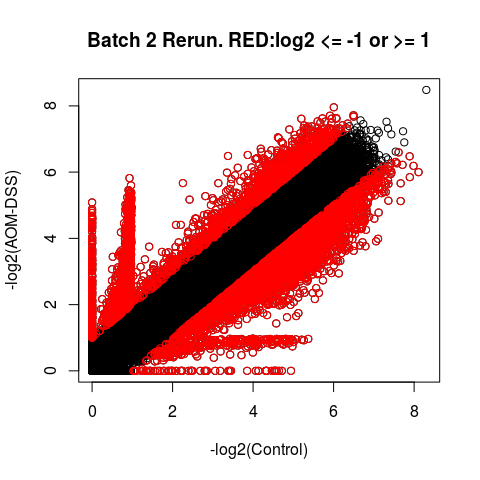 Batch 2 Rerun. RED:log2 <= -1 or >= 1
8
6
4
2
0
-log2(AOM-DSS)
0 2 4 6 8
-log2(Control)